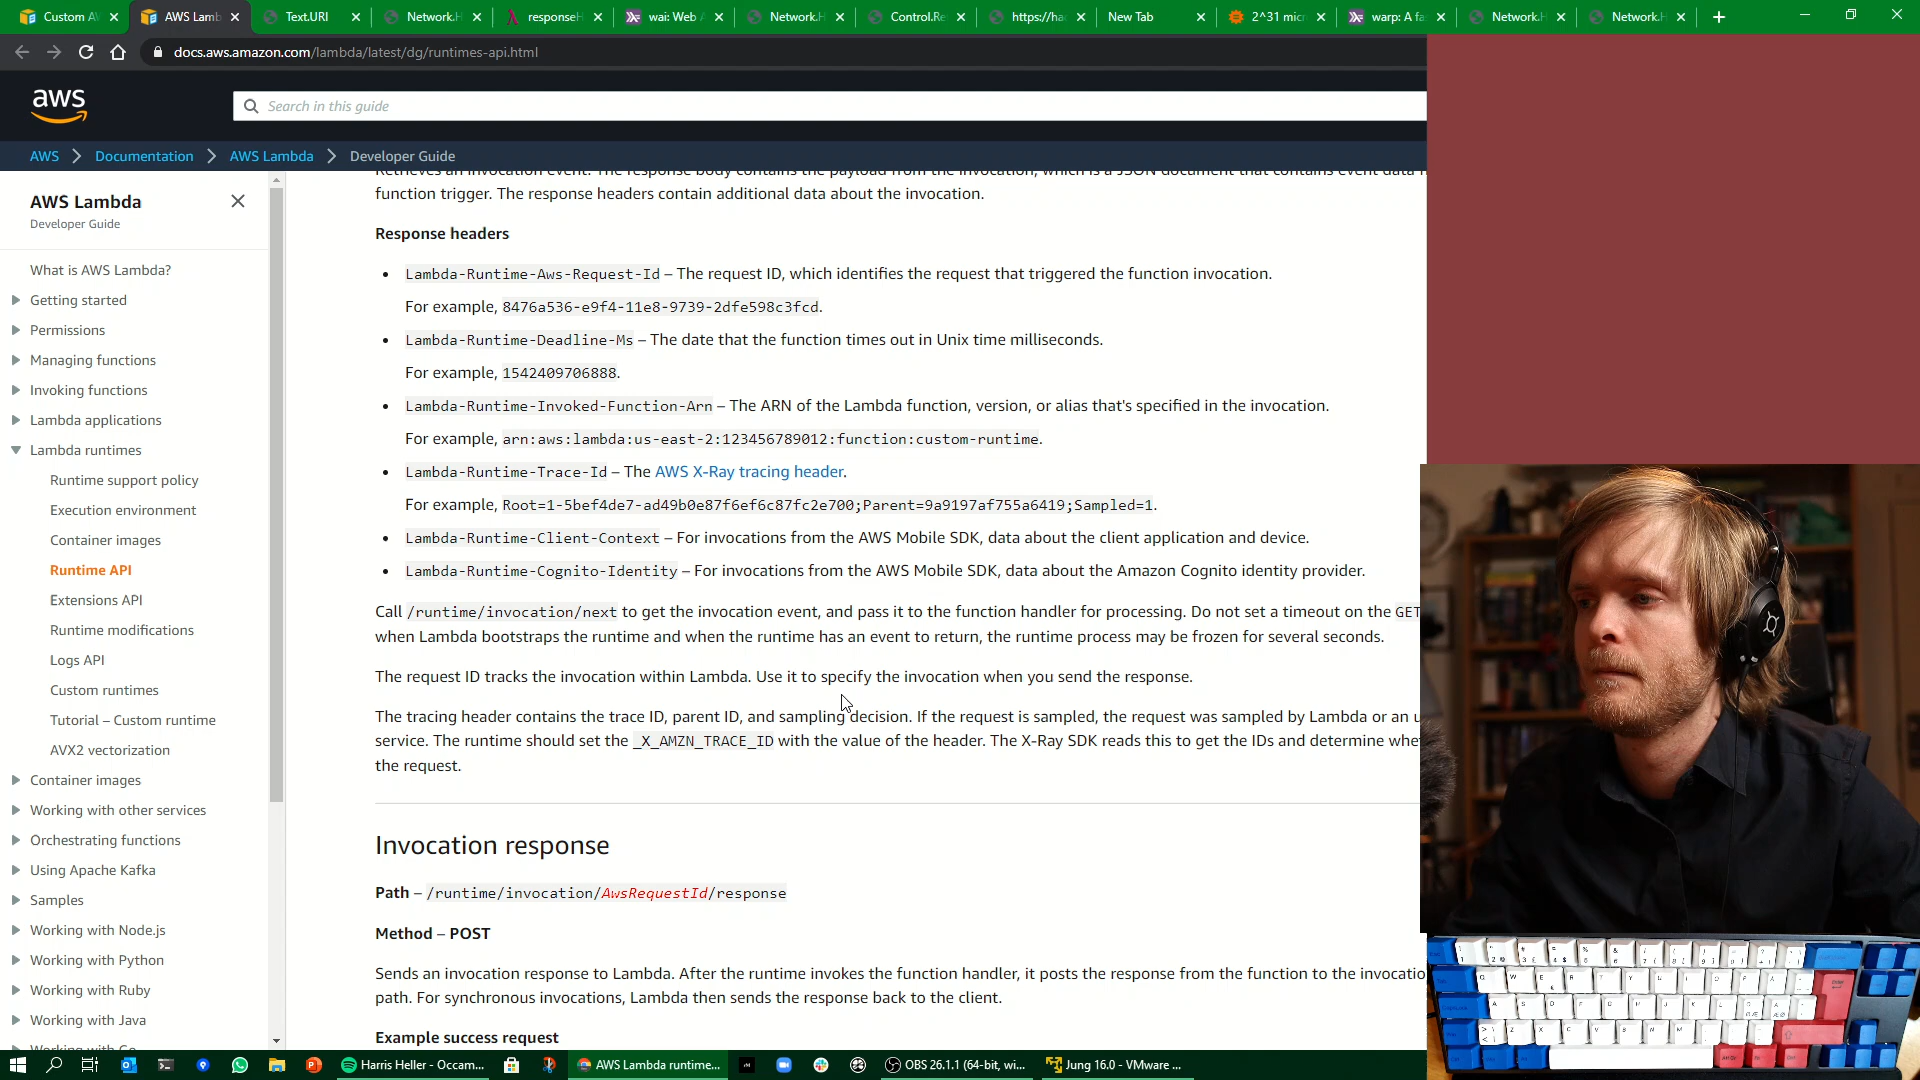 Custom AV
AWS Lamb
Text.URI
Network.H
responseH
wai: Web A
Network.H
Control.Re
https://hac
New Tab
2^31 micr
warp: A fa
Network.H
Network.H
docs.aws.amazon.com/lambda/latest/dg/runtimes-api.html
aws
Search in this guide
AWS
Documentation
AWS Lambda
Developer Guide
AWS Lambda
Developer Guide
What is AWS Lambda?
Getting started
Permissions
Managing functions
Invoking functions
Lambda applications
Lambda runtimes
Runtime support policy
Execution environment
Container images
Runtime API
Extensions API
Runtime modifications
Logs API
Custom runtimes
Tutorial – Custom runtime
AVX2 vectorization
Container images
Working with other services
Orchestrating functions
Using Apache Kafka
Samples
Working with Node.js
Working with Python
Working with Ruby
Working with Java
Working with Go
Retrieves an invocation event. The response body contains the payload from the invocation, which is a JSON document that contains event data
function trigger. The response headers contain additional data about the invocation.
Response headers
• Lambda-Runtime-Aws-Request-Id – The request ID, which identifies the request that triggered the function invocation.
For example, 8476a536-e9f4-11e8-9739-2dfe598c3fcd.
• Lambda-Runtime-Deadline-Ms – The date that the function times out in Unix time milliseconds.
For example, 1542409706888.
• Lambda-Runtime-Invoked-Function-Arn – The ARN of the Lambda function, version, or alias that's specified in the invocation.
For example, arn:aws:lambda:us-east-2:123456789012:function:custom-runtime.
• Lambda-Runtime-Trace-Id – The AWS X-Ray tracing header.
For example, Root=1-5bef4de7-ad49b0e87f6ef6c87fc2e700;Parent=9a9197af755a6419;Sampled=1.
• Lambda-Runtime-Client-Context – For invocations from the AWS Mobile SDK, data about the client application and device.
• Lambda-Runtime-Cognito-Identity – For invocations from the AWS Mobile SDK, data about the Amazon Cognito identity provider.
Call /runtime/invocation/next to get the invocation event, and pass it to the function handler for processing. Do not set a timeout on the GET
when Lambda bootstraps the runtime and when the runtime has an event to return, the runtime process may be frozen for several seconds.
The request ID tracks the invocation within Lambda. Use it to specify the invocation when you send the response.
The tracing header contains the trace ID, parent ID, and sampling decision. If the request is sampled, the request was sampled by Lambda or an u
service. The runtime should set the _X_AMZN_TRACE_ID with the value of the header. The X-Ray SDK reads this to get the IDs and determine whe
the request.
Invocation response
Path – /runtime/invocation/AwsRequestId/response
Method – POST
Sends an invocation response to Lambda. After the runtime invokes the function handler, it posts the response from the function to the invocatio
path. For synchronous invocations, Lambda then sends the response back to the client.
Example success request
Harris Heller - Occam...
AWS Lambda runtime...
OBS 26.1.1 (64-bit, wi...
Jung 16.0 - VMware ...